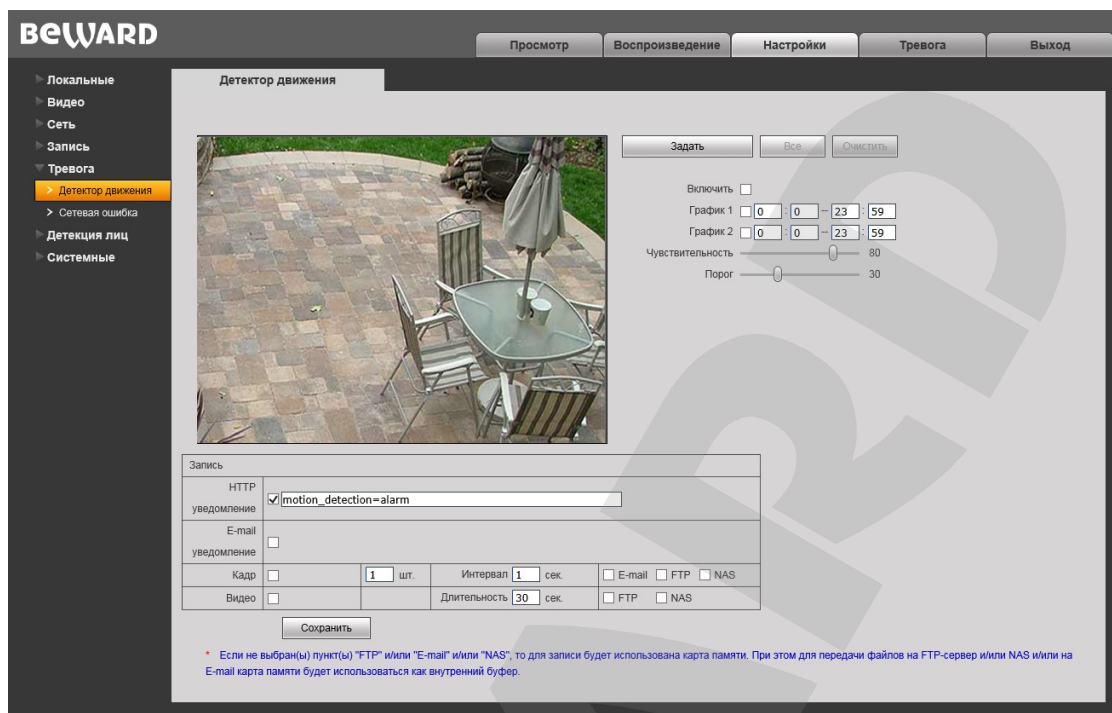 BEWARD
Просмотр Воспроизведение Настройки Тревога Выход
Локальные
Видео
Сеть
Запись
Тревога
> Детектор движения
> Сетевая ошибка
Детекция лиц
Системные
Детектор движения
Задать Все Очистить
Включить
График 1 0 : 0 -- 23 : 59
График 2 0 : 0 -- 23 : 59
Чувствительность 80
Порог 30
Запись
HTTP
уведомление
motion_detection=alarm
E-mail
уведомление
Кадр 1 шт. Интервал 1 сек. E-mail FTP NAS
Видео Длительность 30 сек. FTP NAS
Сохранить
* Если не выбран(ы) пункт(ы) "FTP" и/или "E-mail" и/или "NAS", то для записи будет использована карта памяти. При этом для передачи файлов на FTP-сервер и/или NAS и/или на
E-mail карта памяти будет использоваться как внутренний буфер.